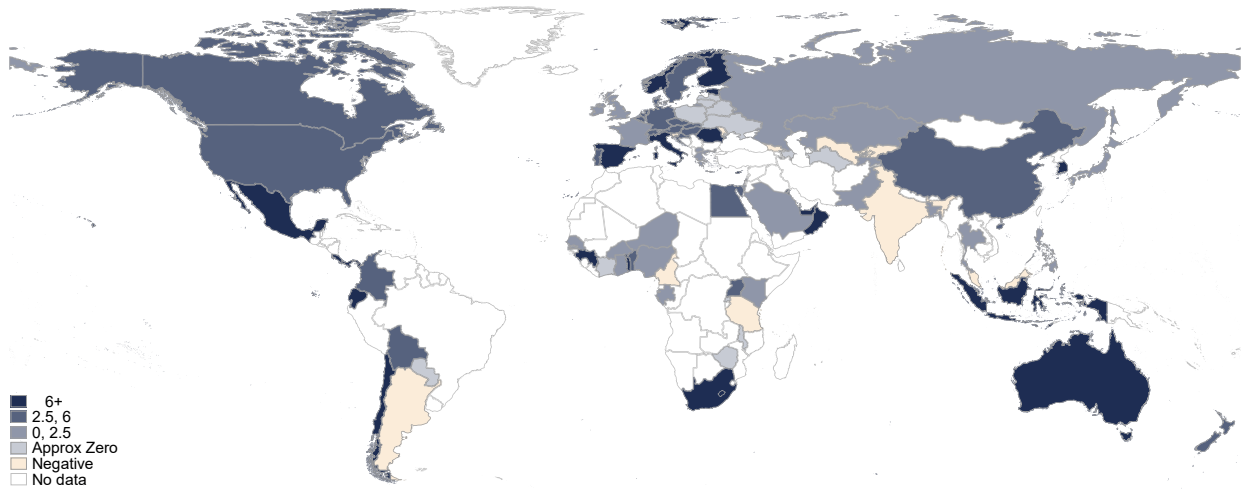 6+
2.5, 6
0, 2.5
Approx Zero
Negative
No data